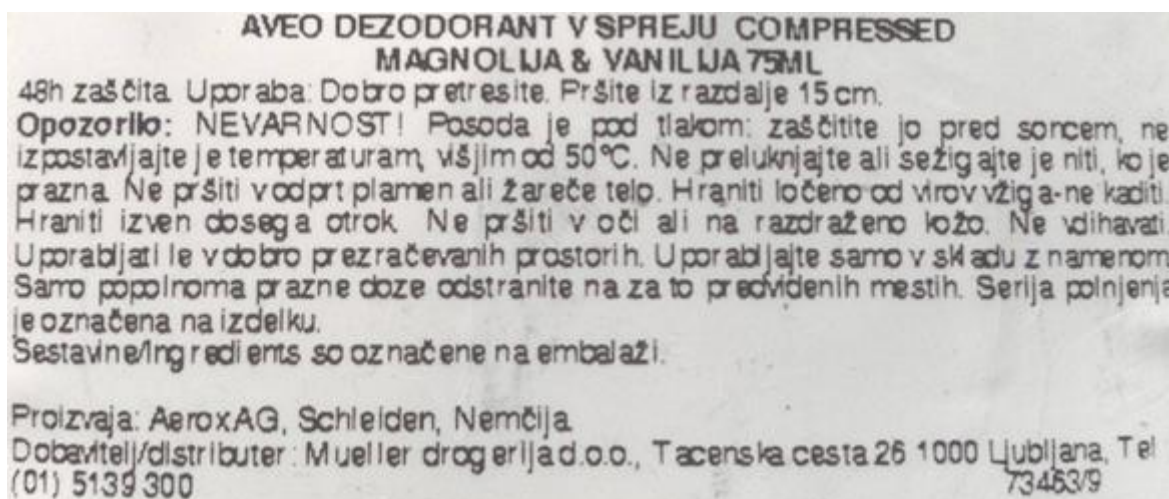 AVEO DEZODORANT V SPREJU COMPRESSED
MAGNOLIJA & VANILIJA 75ML
48h zaščita. Uporaba: Dobro pretresite. Pršite iz razdalje 15 cm.
Opozorilo: NEVARNOST! Posoda je pod tlakom: zaščitite jo pred soncem, ne
izpostavljajte je temperaturam, višjim od 50°C. Ne preluknjajte ali sežigajte je niti, ko je
prazna. Ne pršiti v odprt plamen ali žareče telo. Hraniti ločeno od virov vžiga-ne kaditi.
Hraniti izven dosega otrok. Ne pršiti v oči ali na razdraženo kožo. Ne vdihavati.
Uporabljati le v dobro prezračevanih prostorih. Uporabljajte samo v skladu z namenom.
Samo popolnoma prazne doze odstranite na za to predvidenih mestih. Serija polnjenja
je označena na izdelku.
Sestavine/Ingredients so označene na embalaži.
Proizvaja: Aerox AG, Schleiden, Nemčija
Dobavitelj/distributer: Mueller drogerija d.o.o., Tacenska cesta 26 1000 Ljubljana, Tel
(01) 5139 300 73463/9